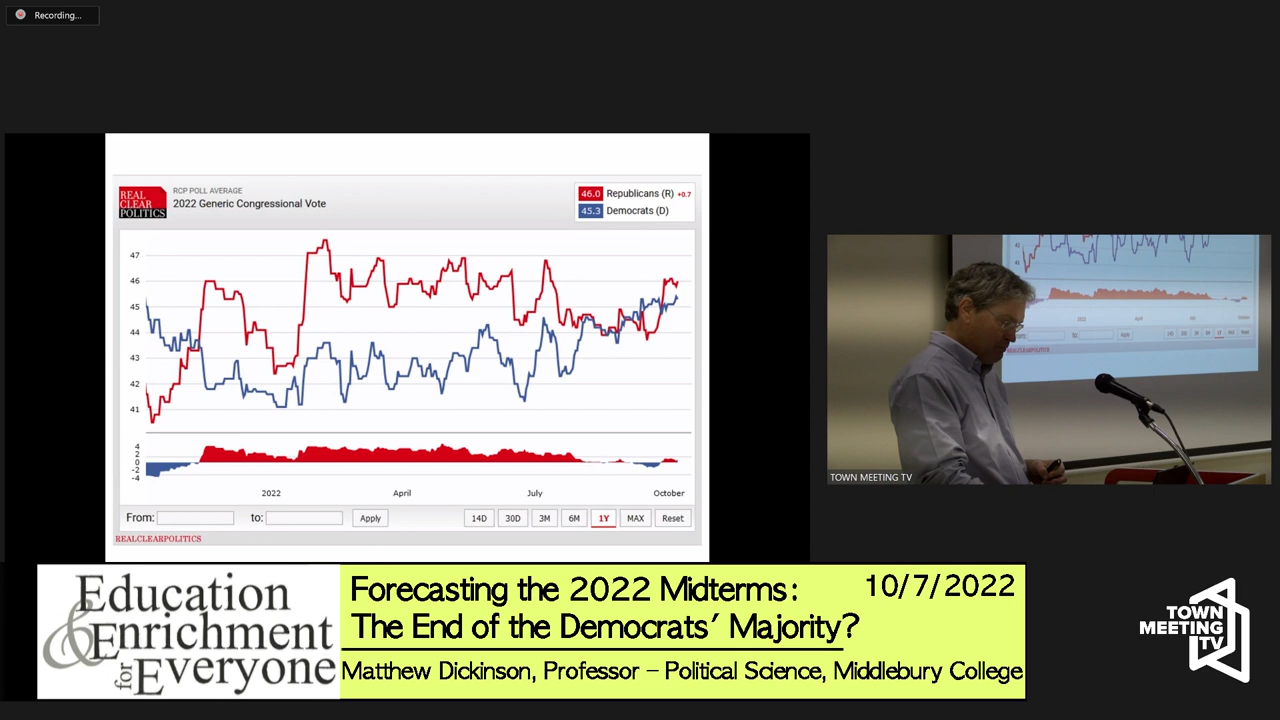 Recording...
REAL
CLEAR
POLITICS
RCP POLL AVERAGE
2022 Generic Congressional Vote
46.0 Republicans (R) +0.7
45.3 Democrats (D)
47
46
45
44
43
42
41
4
2
0
-2
-4
2022 April July October
From: to: Apply 14D 30D 3M 6M 1Y MAX Reset
REALCLEARPOLITICS
TOWN MEETING TV
Education
& Enrichment
for Everyone
Forecasting the 2022 Midterms: 10/7/2022
The End of the Democrats' Majority?
Matthew Dickinson, Professor – Political Science, Middlebury College
TOWN
MEETING
TV